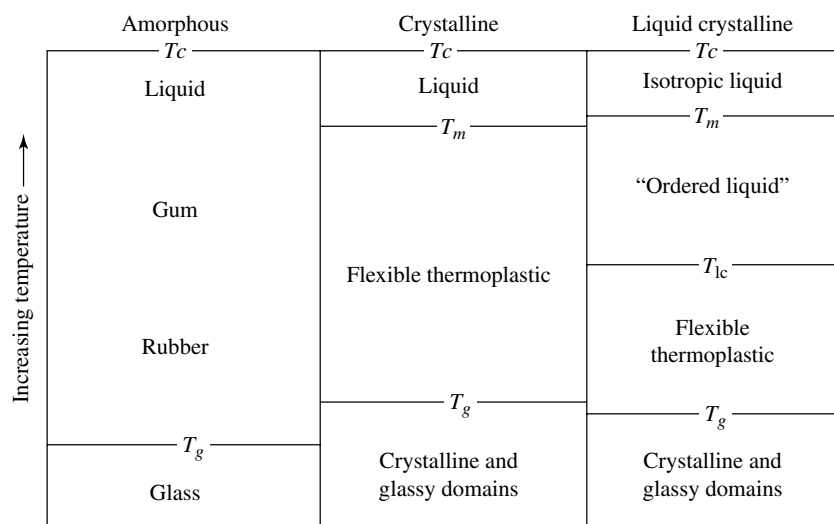 Amorphous
Crystalline
Liquid crystalline
Tc
Tc
Tc
Liquid
Liquid
Isotropic liquid
Tm
Tm
Gum
“Ordered liquid”
Flexible thermoplastic
Tlc
Rubber
Flexible
thermoplastic
Tg
Tg
Tg
Glass
Crystalline and
glassy domains
Crystalline and
glassy domains
Increasing temperature